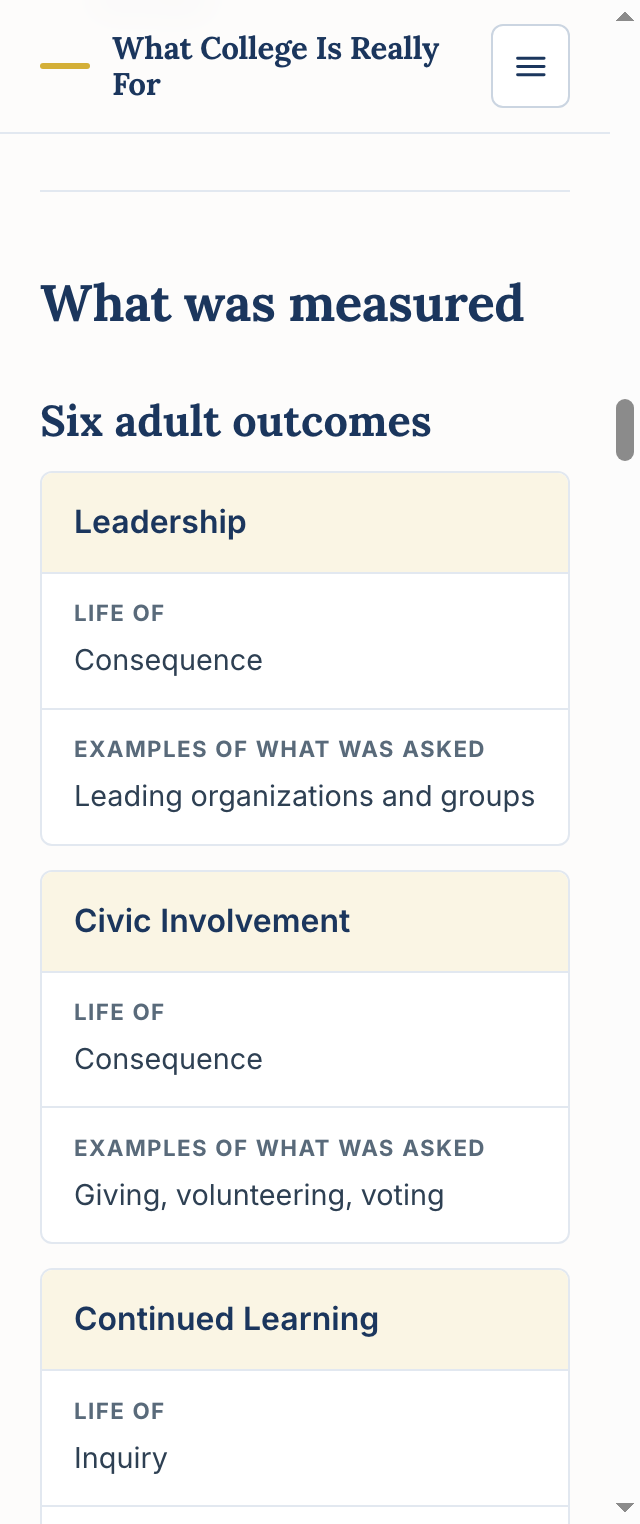 What College Is Really
For
What was measured
Six adult outcomes
Leadership
LIFE OF
Consequence
EXAMPLES OF WHAT WAS ASKED
Leading organizations and groups
Civic Involvement
LIFE OF
Consequence
EXAMPLES OF WHAT WAS ASKED
Giving, volunteering, voting
Continued Learning
LIFE OF
Inquiry